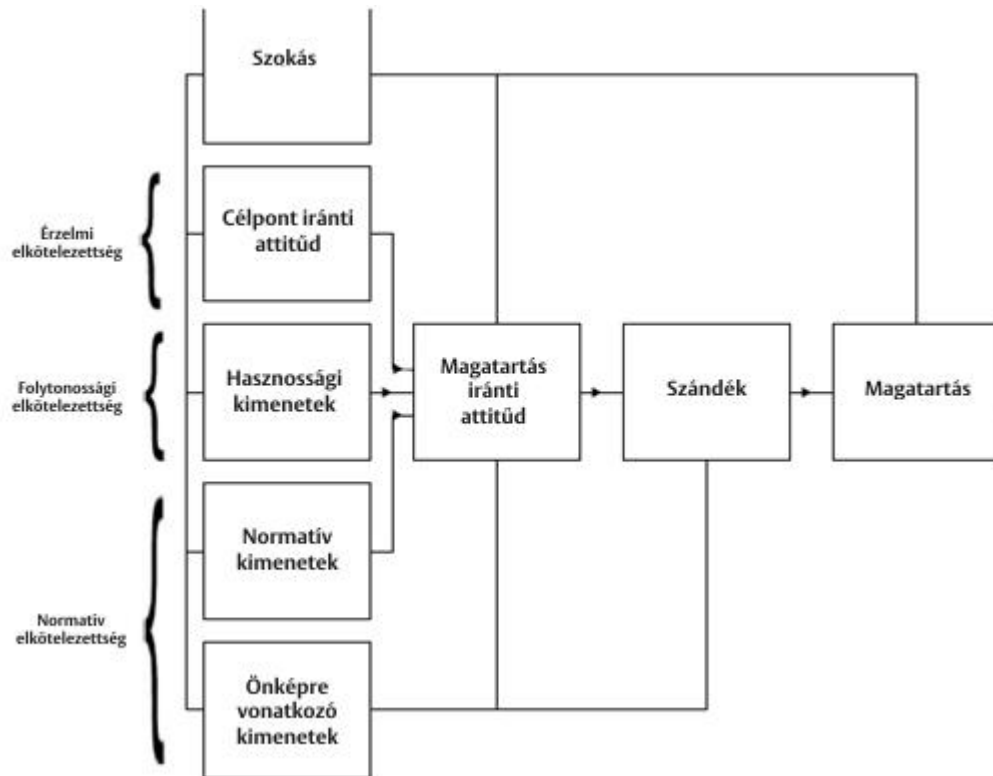 Szokás
Érzelmi
elkötelezettség
Célpont iránti
attitűd
Folytonossági
elkötelezettség
Hasznossági
kimenetek
Magatartás
iránti
attitűd
Szándék
Magatartás
Normatív
kimenetek
Normatív
elkötelezettség
Önképre
vonatkozó
kimenetek